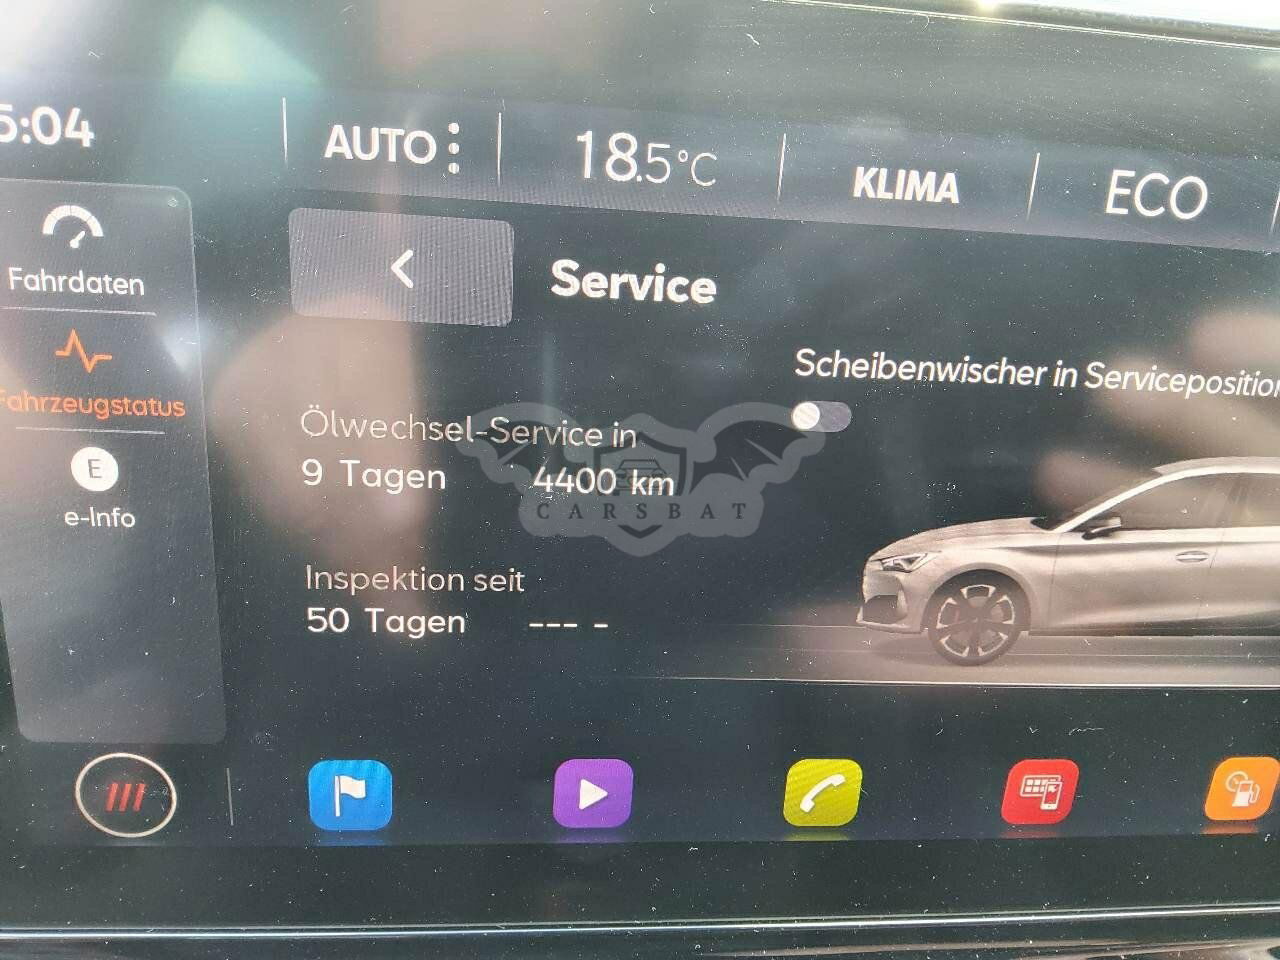 5:04
AUTO
18.5°C
KLIMA
ECO
Fahrdaten
Service
Scheibenwischer in Serviceposition
Fahrzeugstatus
Ölwechsel-Service in
9 Tagen 4400 km
E
e-Info
CARSBAT
Inspektion seit
50 Tagen --- -